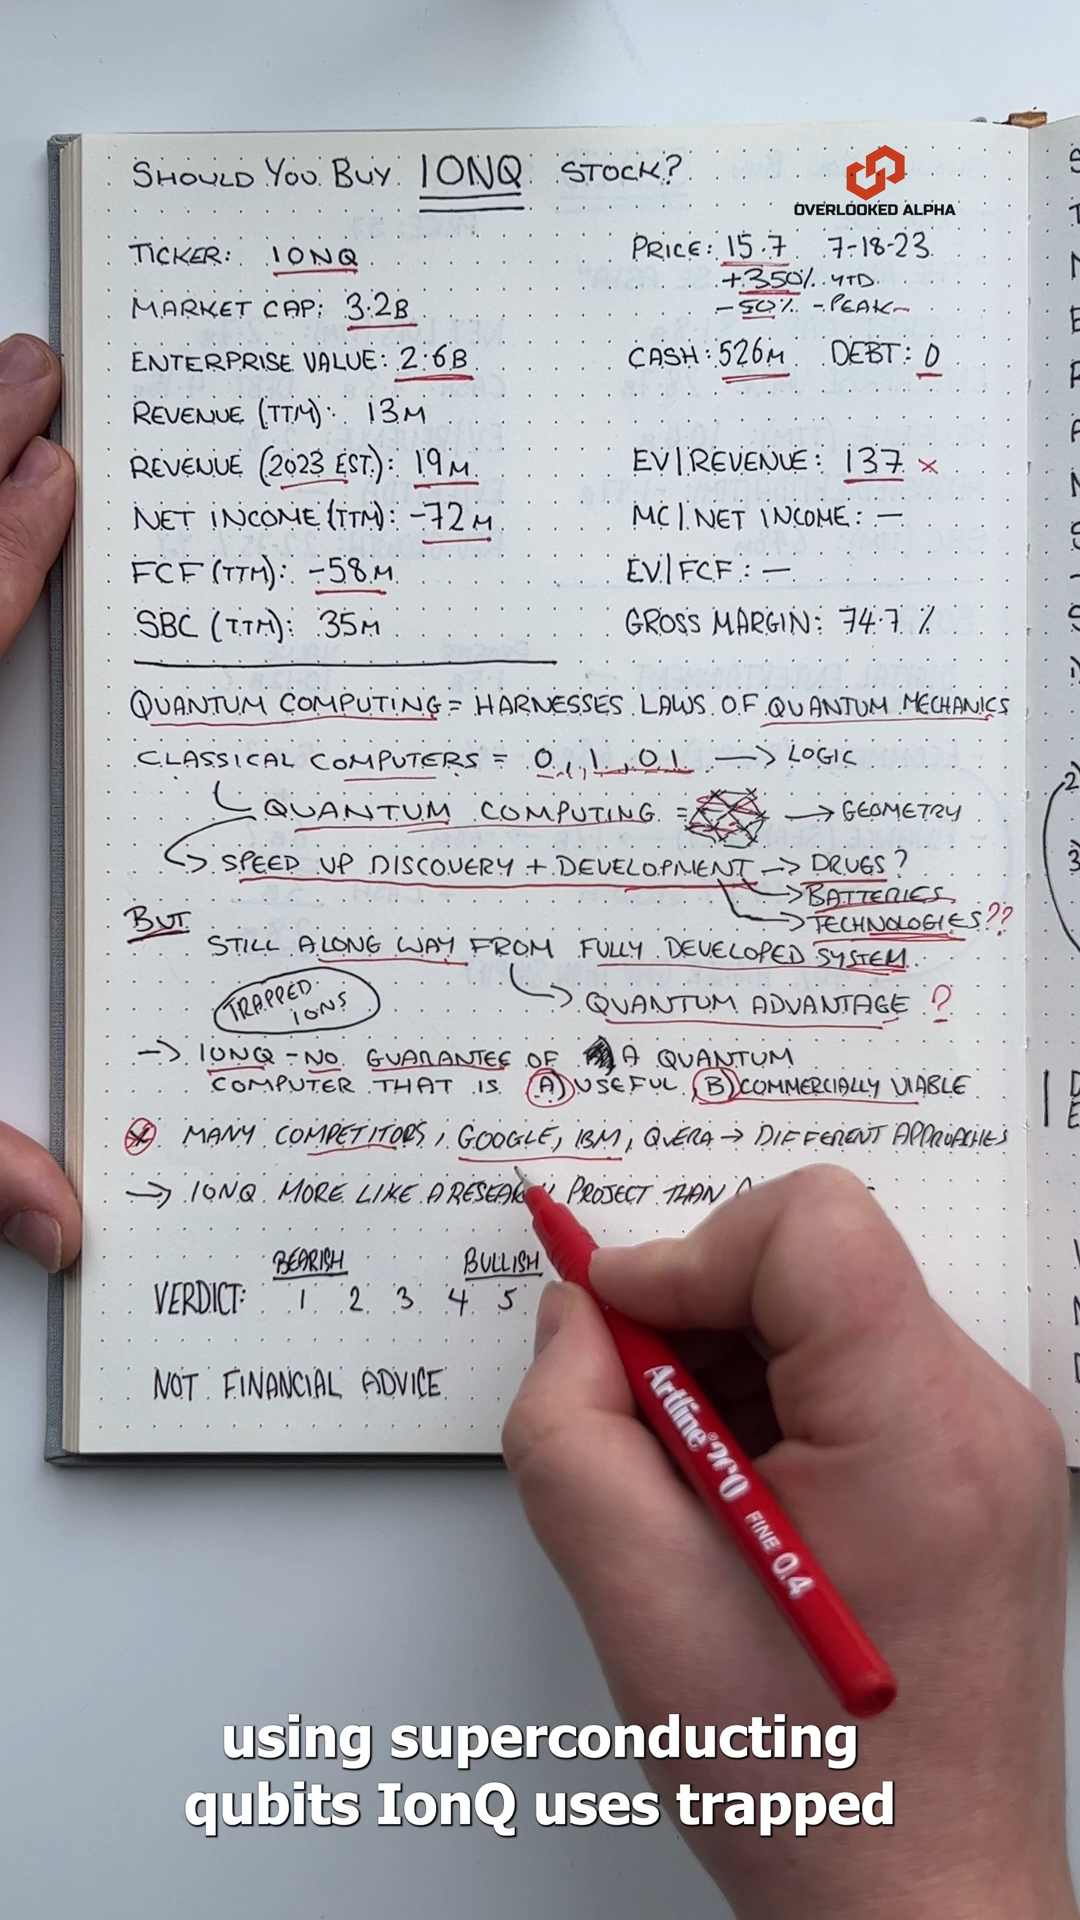 SHOULD YOU BUY IONQ STOCK?
OVERLOOKED ALPHA
TICKER: IONQ
PRICE: 15.7 7-18-23
+350% YTD
-50% -PEAK
MARKET CAP: 3.2B
ENTERPRISE VALUE: 2.6B
CASH: 526M DEBT: 0
REVENUE (TTM): 13M
REVENUE (2023 EST.): 19M
EV/REVENUE: 137 x
NET INCOME (TTM): -72M
MC/NET INCOME: —
FCF (TTM): -58M
EV/FCF: —
SBC (TTM): 35M
GROSS MARGIN: 74.7%
QUANTUM COMPUTING = HARNESSES LAWS OF QUANTUM MECHANICS
CLASSICAL COMPUTERS = 0, 1, 01 → LOGIC
QUANTUM COMPUTING = → GEOMETRY
→ SPEED UP DISCOVERY + DEVELOPMENT → DRUGS?
→ BATTERIES
→ TECHNOLOGIES??
BUT
STILL A LONG WAY FROM FULLY DEVELOPED SYSTEM
TRAPPED IONS
→ QUANTUM ADVANTAGE?
→ IONQ - NO GUARANTEE OF A QUANTUM
COMPUTER THAT IS A) USEFUL B) COMMERCIALLY VIABLE
* MANY COMPETITORS, GOOGLE, IBM, QUERA → DIFFERENT APPROACHES
→ IONQ MORE LIKE A RESEARCH PROJECT THAN
BEARISH BULLISH
VERDICT: 1 2 3 4 5
NOT FINANCIAL ADVICE
Artline 200 FINE 0.4
using superconducting
qubits IonQ uses trapped